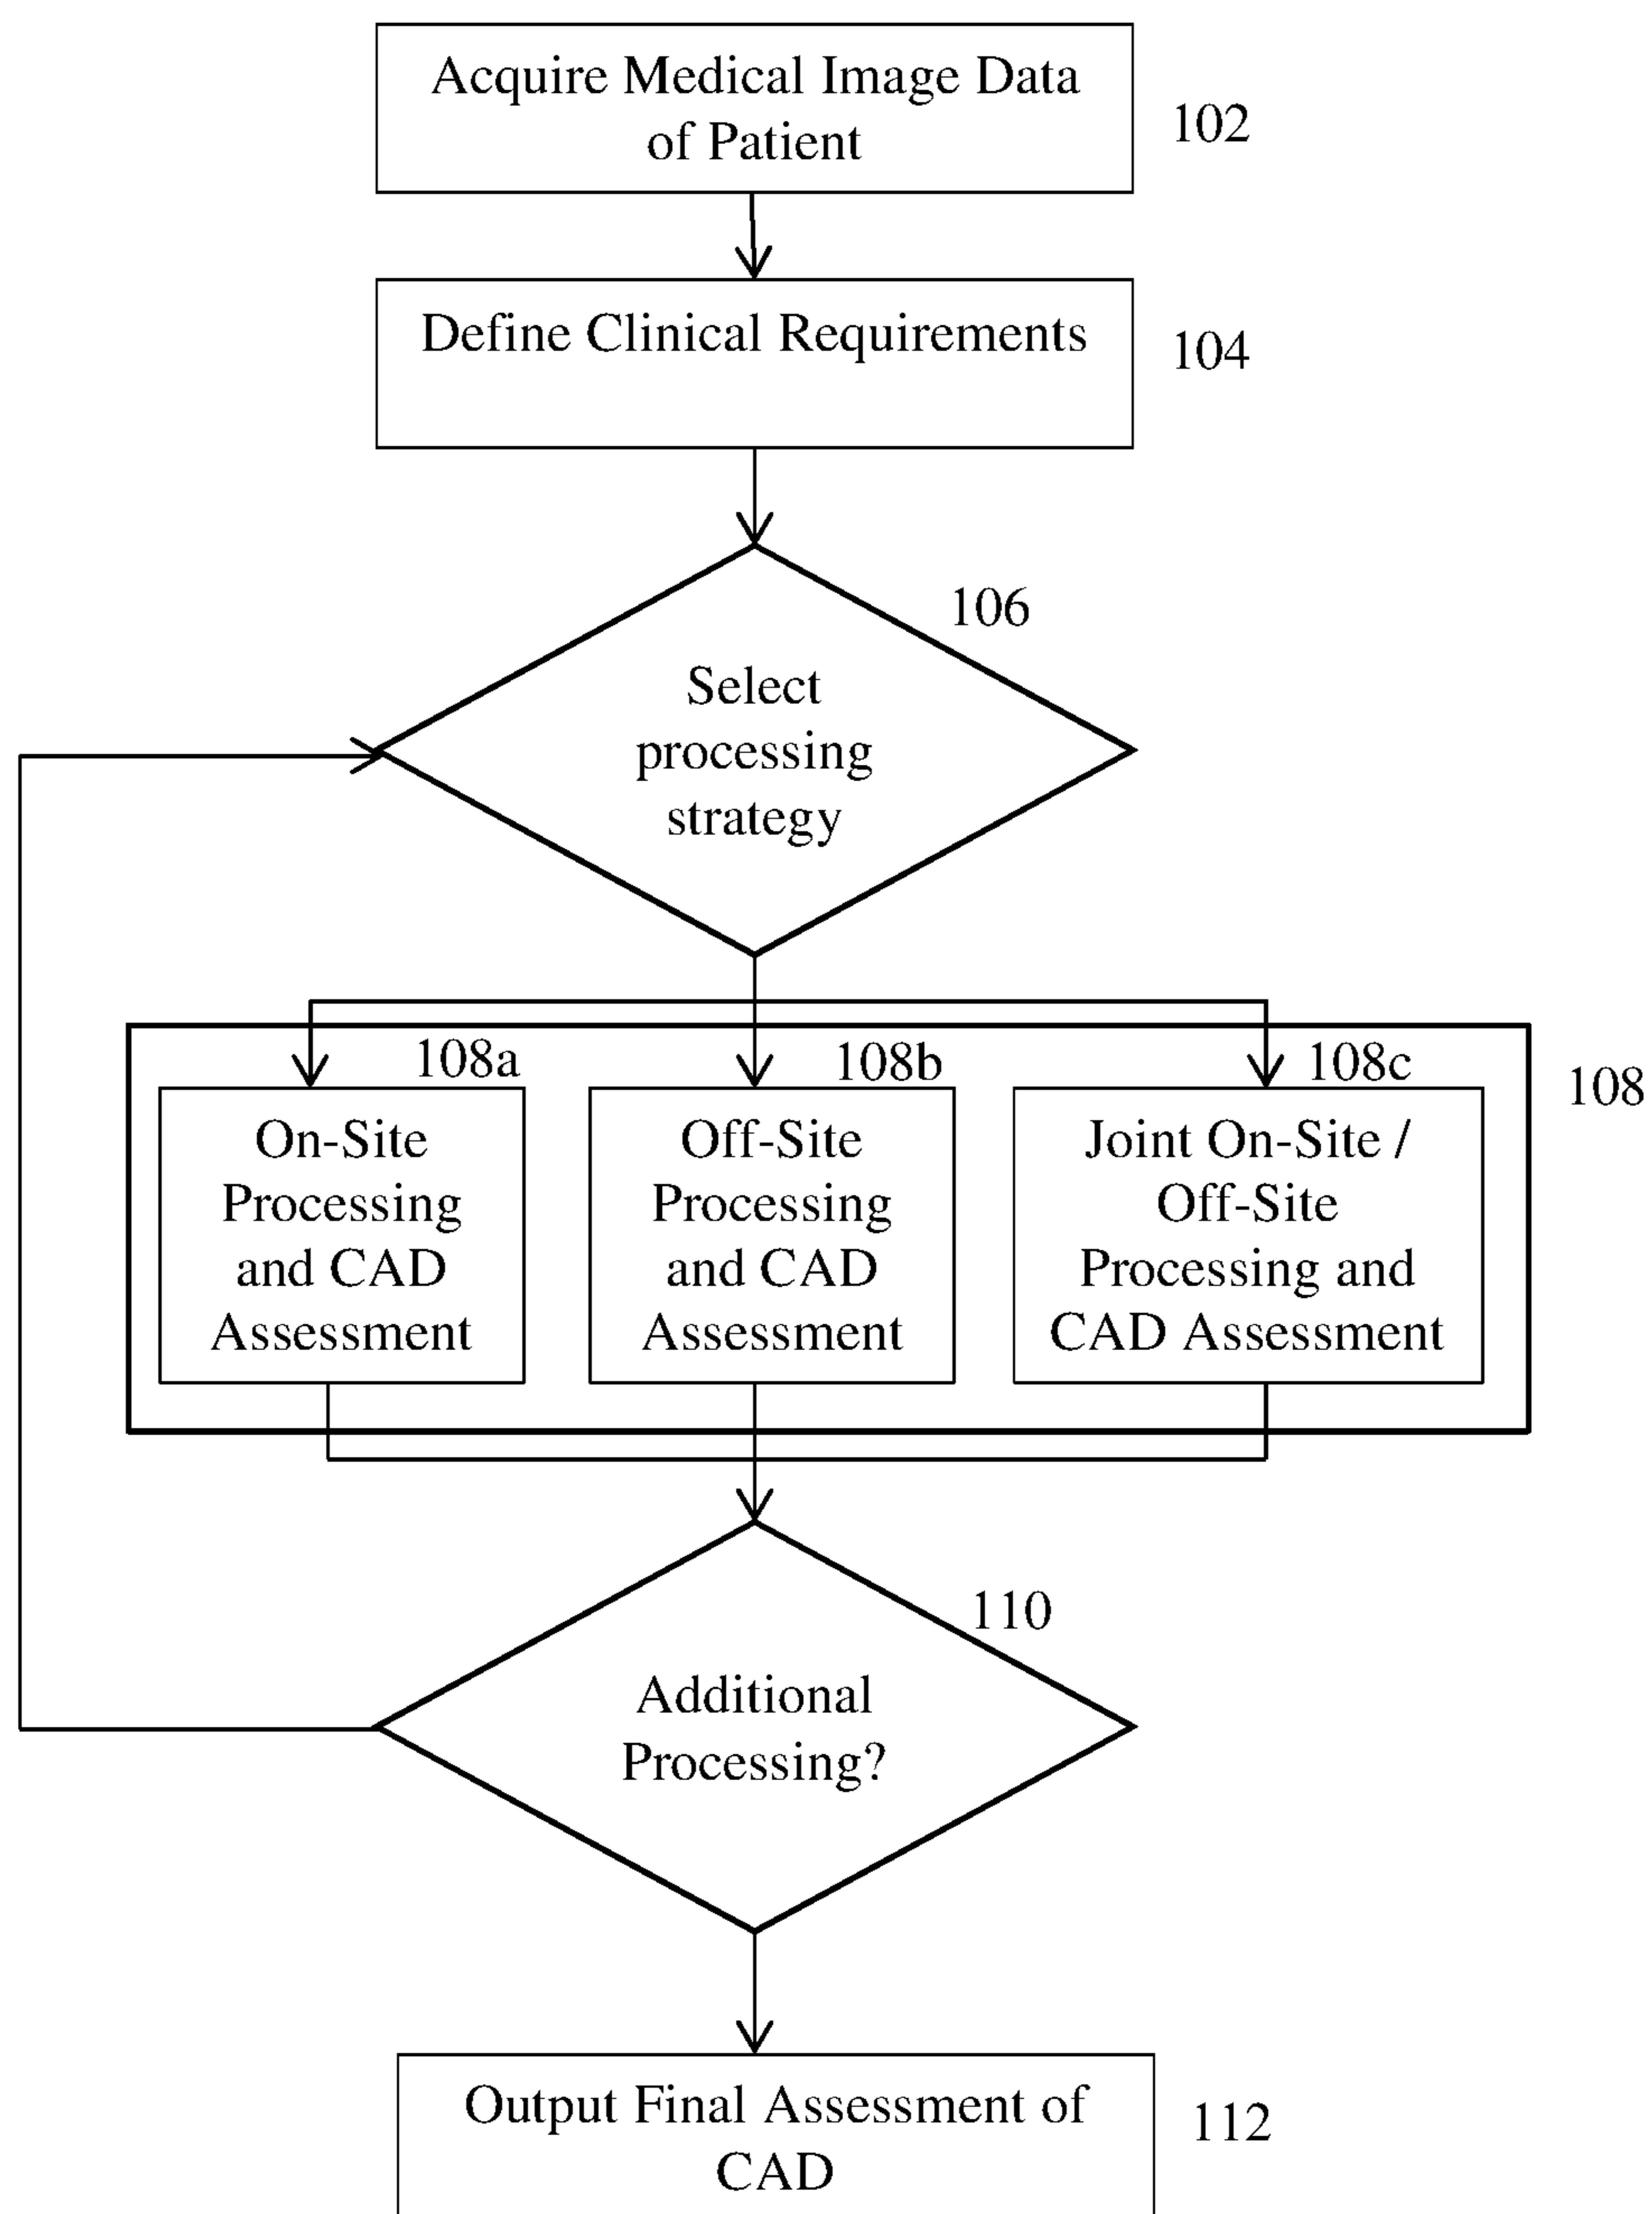 Acquire Medical Image Data
of Patient
102
Define Clinical Requirements
104
106
Select
processing
strategy
108a
108b
108c
108
On-Site
Processing
and CAD
Assessment
Off-Site
Processing
and CAD
Assessment
Joint On-Site /
Off-Site
Processing and
CAD Assessment
110
Additional
Processing?
Output Final Assessment of
CAD
112